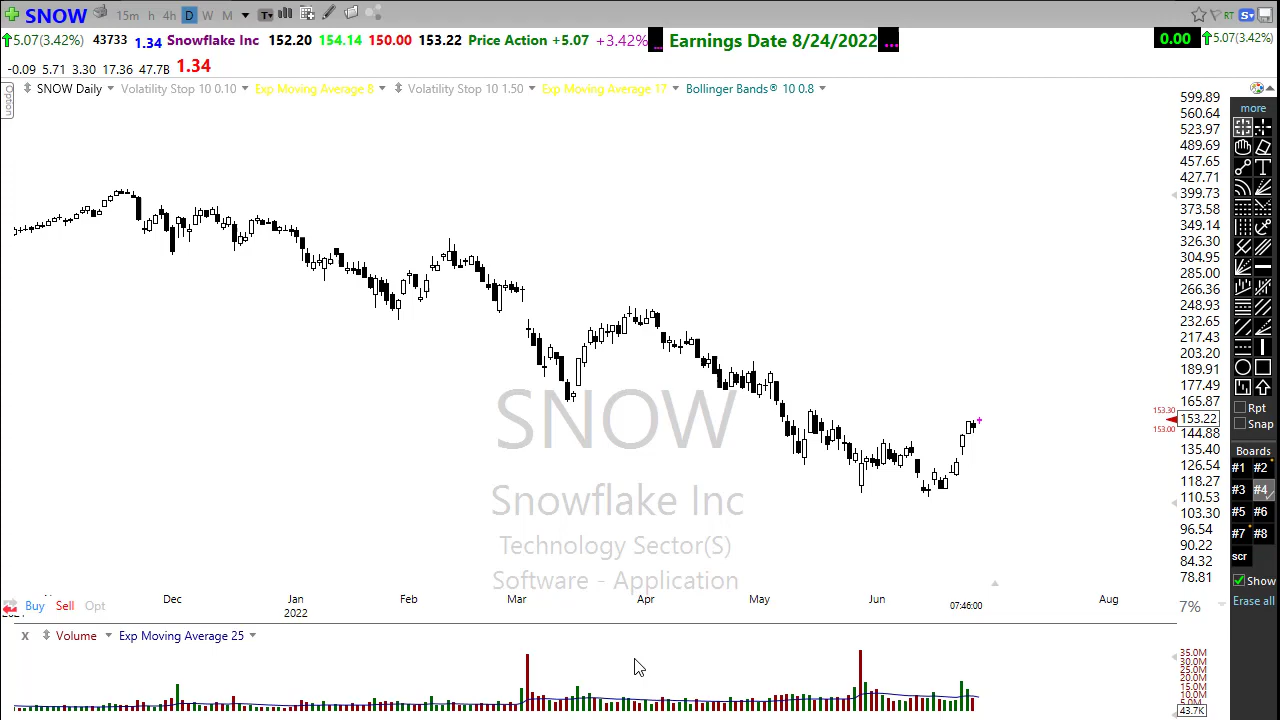 SNOW 15m h 4h D W M T RT S
5.07(3.42%) 43733 1.34 Snowflake Inc 152.20 154.14 150.00 153.22 Price Action +5.07 +3.42% ... Earnings Date 8/24/2022 ... 0.00 5.07(3.42%)
-0.09 5.71 3.30 17.36 47.7B 1.34
Option
SNOW Daily Volatility Stop 10 0.10 Exp Moving Average 8 Volatility Stop 10 1.50 Exp Moving Average 17 Bollinger Bands® 10 0.8
599.89
560.64
523.97
489.69
457.65
427.71
399.73
373.58
349.14
326.30
304.95
285.00
266.36
248.93
232.65
217.43
203.20
189.91
177.49
165.87
153.30
153.22
153.00
144.88
135.40
126.54
118.27
110.53
103.30
96.54
90.22
84.32
78.81
SNOW
Snowflake Inc
Technology Sector(S)
Software - Application
more
T
Rpt
Snap
Boards
#1 #2
#3 #4
#5 #6
#7 #8
scr
Show
Erase all
Dec 2022 Feb Mar Apr May Jun 07:46:00 Aug
Buy Sell Opt
7%
x Volume Exp Moving Average 25
35.0M
30.0M
25.0M
20.0M
15.0M
10.0M
5.0M
43.7K